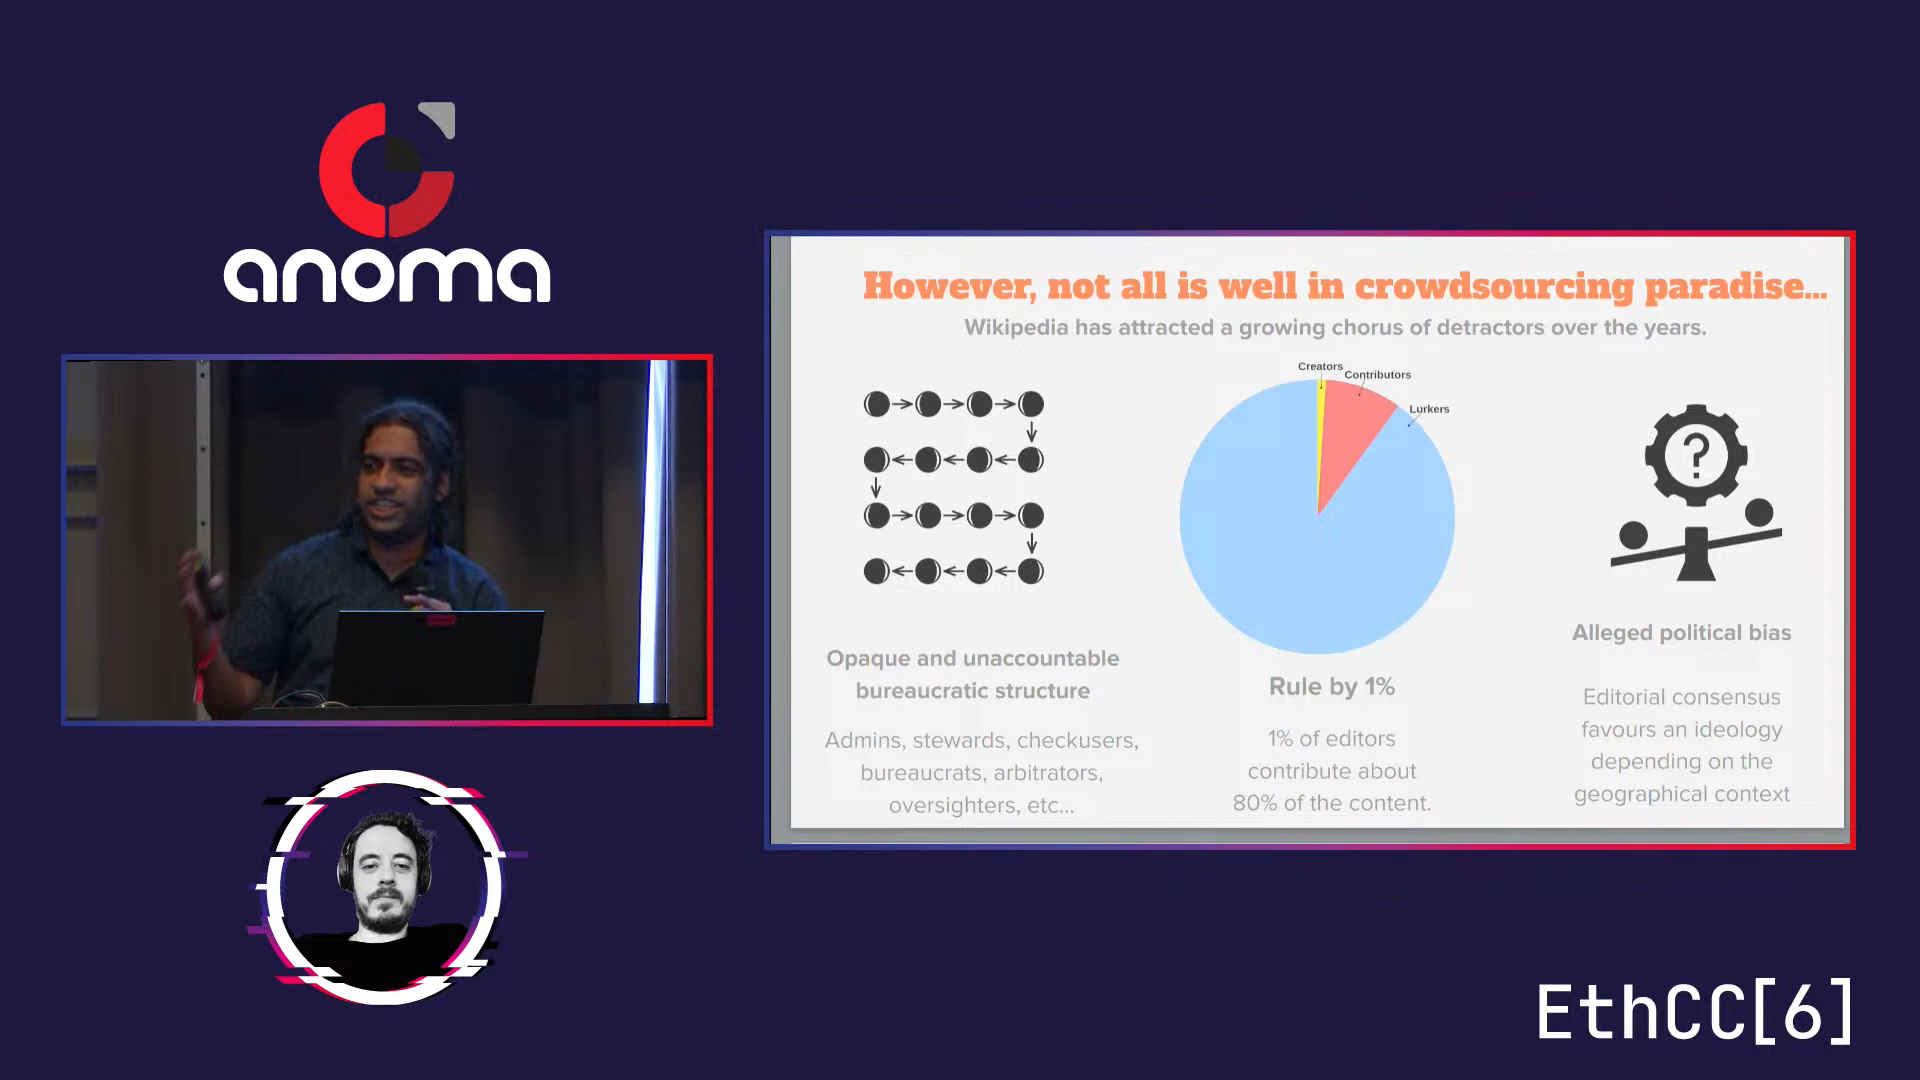 anoma
However, not all is well in crowdsourcing paradise...
Wikipedia has attracted a growing chorus of detractors over the years.
Creators
Contributors
Lurkers
?
Opaque and unaccountable
bureaucratic structure
Admins, stewards, checkusers,
bureaucrats, arbitrators,
oversighters, etc...
Rule by 1%
1% of editors
contribute about
80% of the content.
Alleged political bias
Editorial consensus
favours an ideology
depending on the
geographical context
EthCC[6]